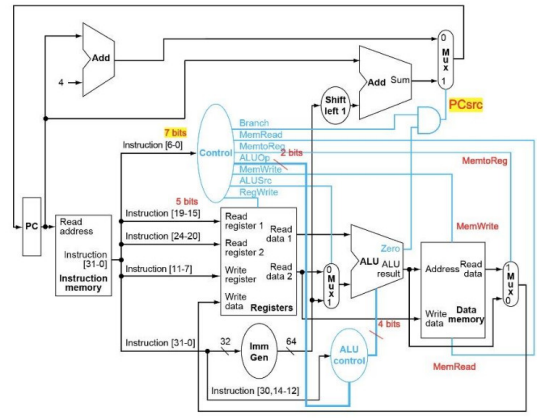 Add
4
0
Mux
1
Add
Sum
Shift
left 1
PCsrc
7 bits
Instruction [6-0]
Control
Branch
MemRead
MemtoReg
ALUOp
2 bits
MemWrite
ALUSrc
RegWrite
MemtoReg
5 bits
PC
Read
address
Instruction
[31-0]
Instruction
memory
Instruction [19-15]
Instruction [24-20]
Instruction [11-7]
Read
register 1
Read
register 2
Write
register
Write
data
Read
data 1
Read
data 2
Registers
0
Mux
1
Zero
ALU
ALU
result
MemWrite
Address
Read
data
Write
data
Data
memory
1
Mux
0
Instruction [31-0]
32
Imm
Gen
64
ALU
control
4 bits
MemRead
Instruction [30,14-12]